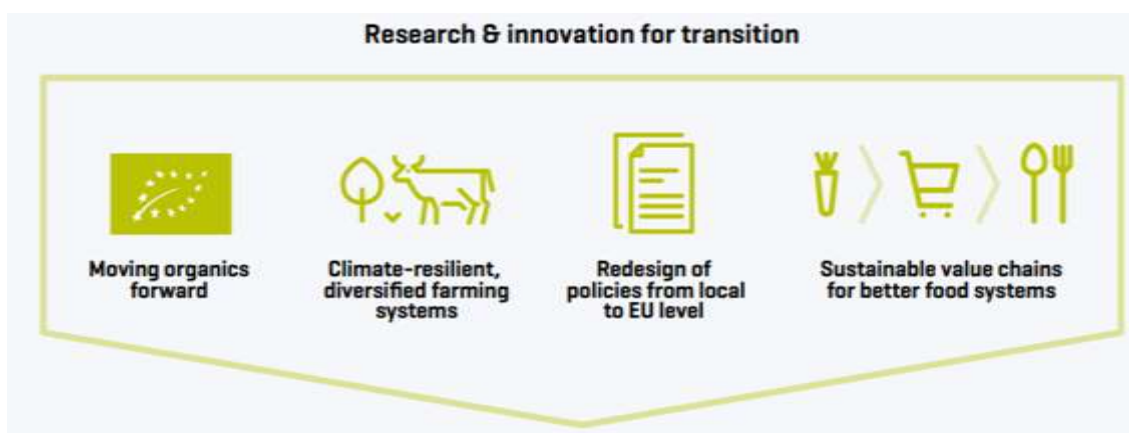 Research & innovation for transition
Moving organics
forward
Climate-resilient,
diversified farming
systems
Redesign of
policies from local
to EU level
Sustainable value chains
for better food systems